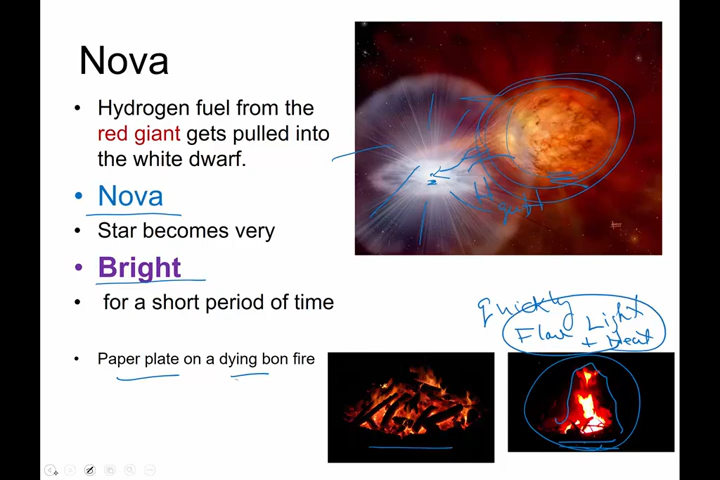 Nova
• Hydrogen fuel from the
red giant gets pulled into
the white dwarf.
• Nova
• Star becomes very
• Bright
• for a short period of time
• Paper plate on a dying bon fire
quickly
Light
+ Heat